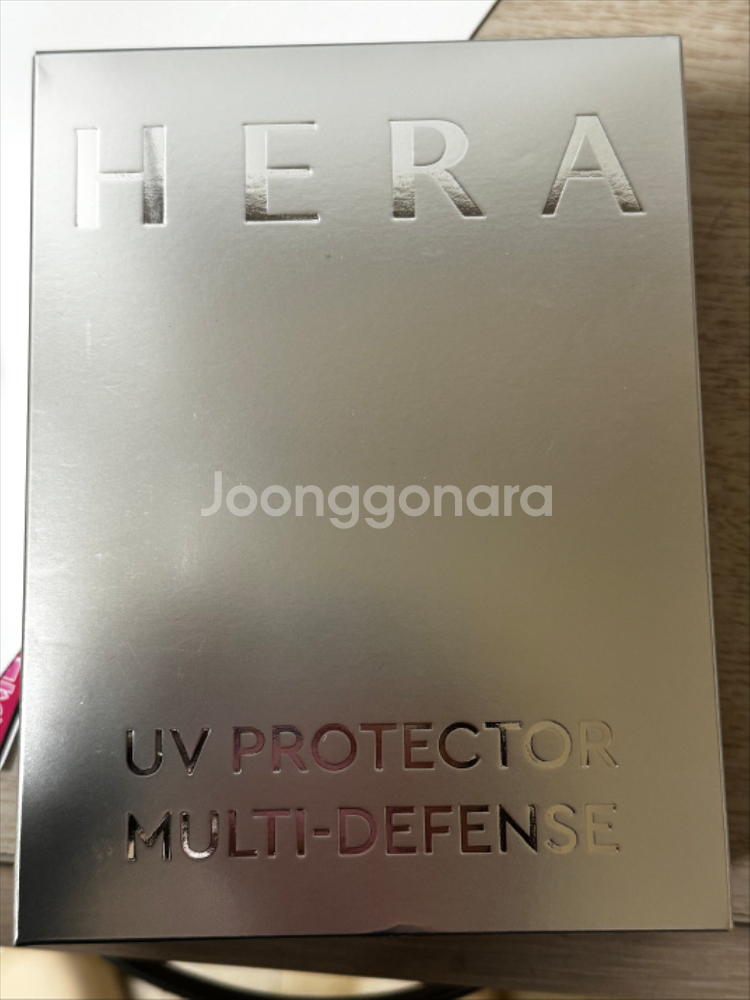 HERA
Joonggonara
UV PROTECTOR
MULTI-DEFENSE